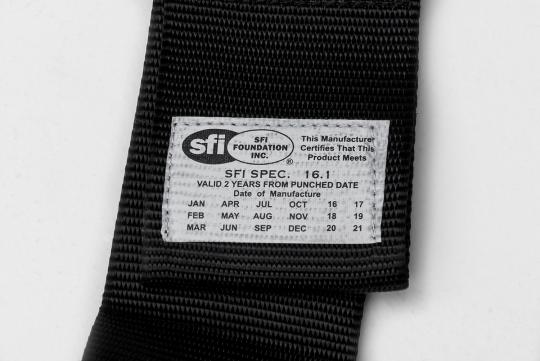 sfi
SFI
FOUNDATION
INC.
®
This Manufacturer
Certifies That This
Product Meets
SFI SPEC. 16.1
VALID 2 YEARS FROM PUNCHED DATE
Date of Manufacture
JAN APR JUL OCT 16 17
FEB MAY AUG NOV 18 19
MAR JUN SEP DEC 20 21